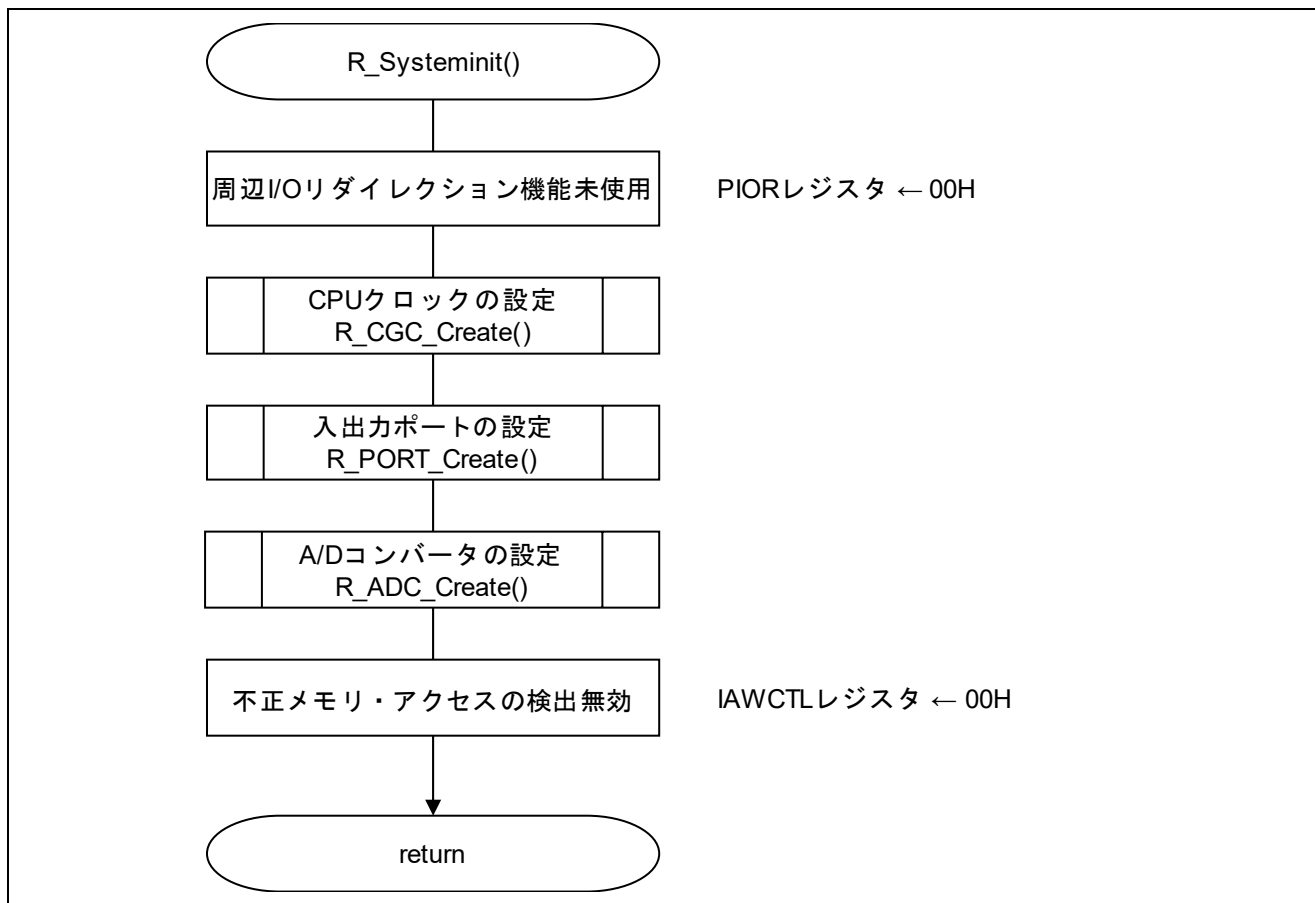 R_Systeminit()
周辺I/Oリダイレクション機能未使用
PIORレジスタ ← 00H
CPUクロックの設定
R_CGC_Create()
入出力ポートの設定
R_PORT_Create()
A/Dコンバータの設定
R_ADC_Create()
不正メモリ・アクセスの検出無効
IAWCTLレジスタ ← 00H
return